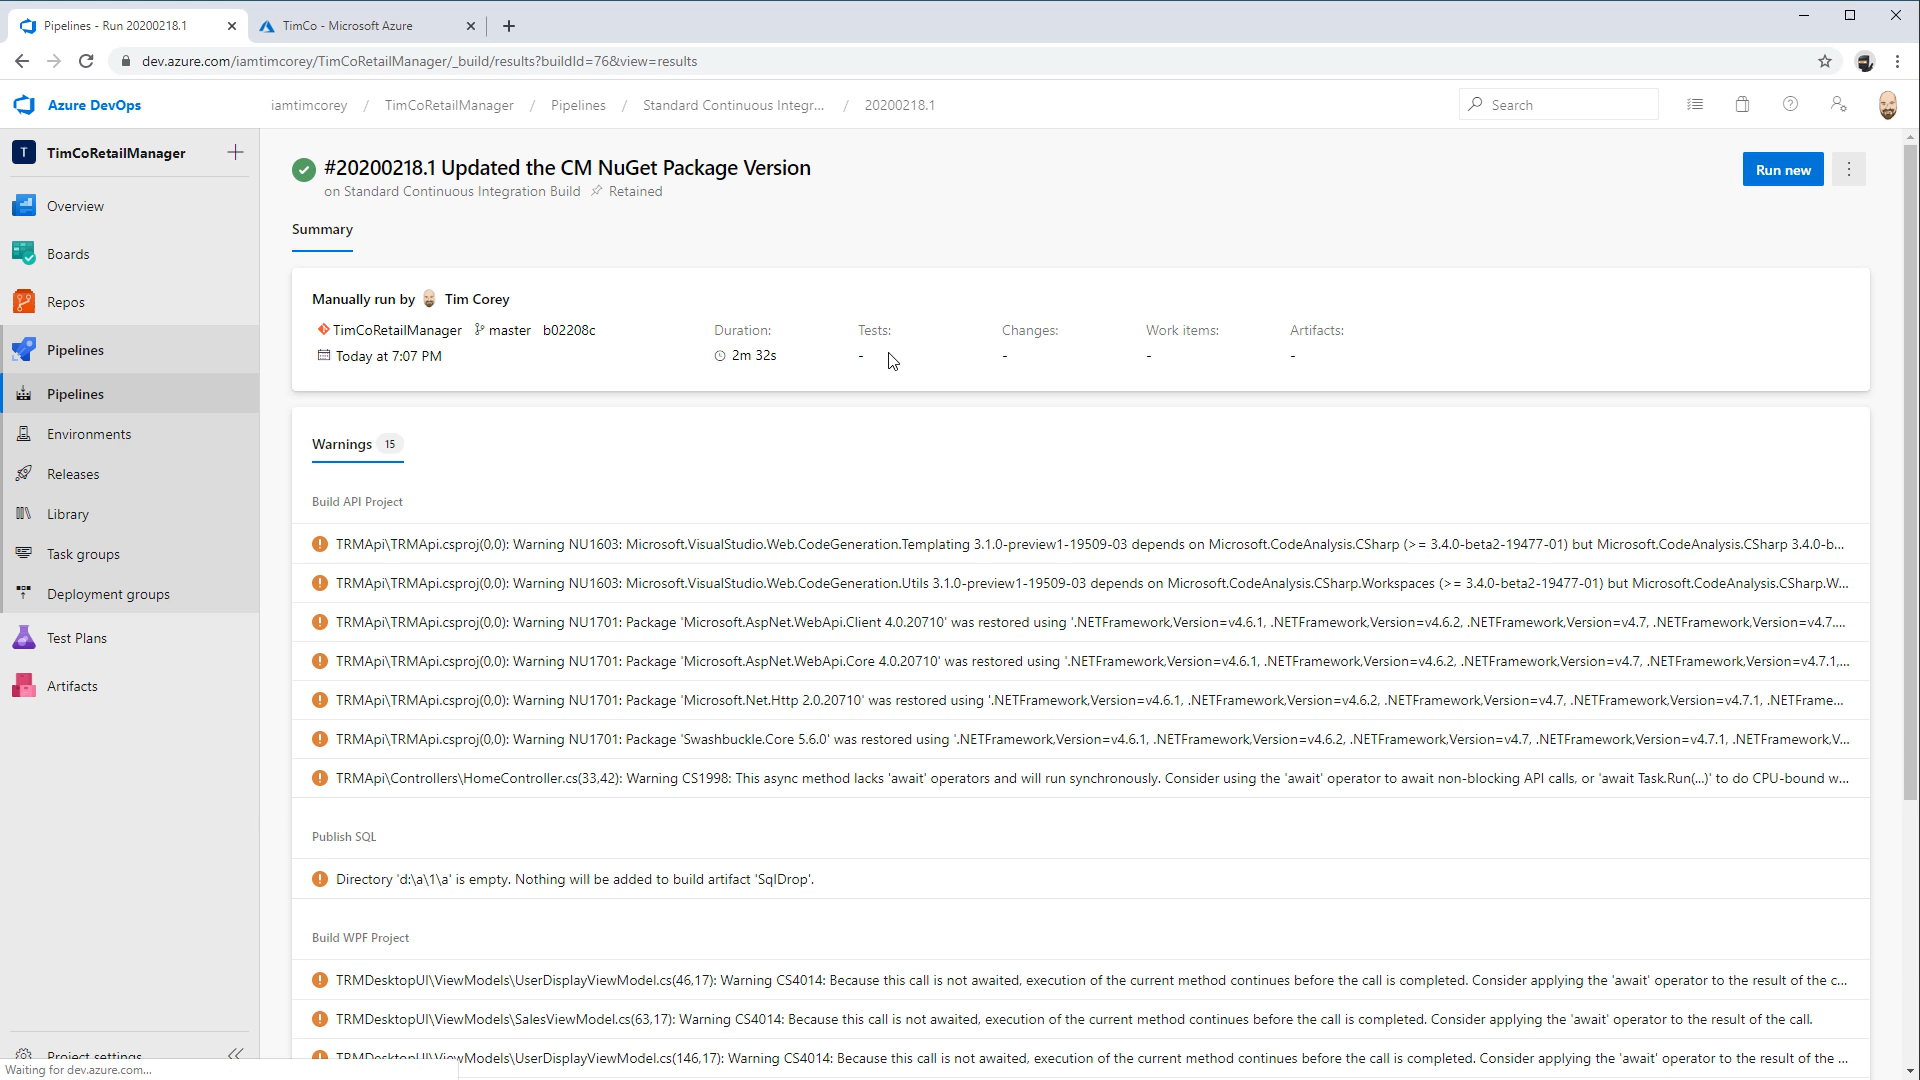 Pipelines - Run 20200218.1
TimCo - Microsoft Azure
dev.azure.com/iamtimcorey/TimCoRetailManager/_build/results?buildId=76&view=results
Azure DevOps
iamtimcorey / TimCoRetailManager / Pipelines / Standard Continuous Integr... / 20200218.1
Search
T TimCoRetailManager
Overview
Boards
Repos
Pipelines
Pipelines
Environments
Releases
Library
Task groups
Deployment groups
Test Plans
Artifacts
Project settings
Waiting for dev.azure.com...
#20200218.1 Updated the CM NuGet Package Version
on Standard Continuous Integration Build Retained
Run new
Summary
Manually run by Tim Corey
TimCoRetailManager master b02208c
Today at 7:07 PM
Duration:
2m 32s
Tests:
-
Changes:
-
Work items:
-
Artifacts:
-
Warnings 15
Build API Project
TRMApi\TRMApi.csproj(0,0): Warning NU1603: Microsoft.VisualStudio.Web.CodeGeneration.Templating 3.1.0-preview1-19509-03 depends on Microsoft.CodeAnalysis.CSharp (>= 3.4.0-beta2-19477-01) but Microsoft.CodeAnalysis.CSharp 3.4.0-b...
TRMApi\TRMApi.csproj(0,0): Warning NU1603: Microsoft.VisualStudio.Web.CodeGeneration.Utils 3.1.0-preview1-19509-03 depends on Microsoft.CodeAnalysis.CSharp.Workspaces (>= 3.4.0-beta2-19477-01) but Microsoft.CodeAnalysis.CSharp.W...
TRMApi\TRMApi.csproj(0,0): Warning NU1701: Package 'Microsoft.AspNet.WebApi.Client 4.0.20710' was restored using '.NETFramework,Version=v4.6.1, .NETFramework,Version=v4.6.2, .NETFramework,Version=v4.7, .NETFramework,Version=v4.7....
TRMApi\TRMApi.csproj(0,0): Warning NU1701: Package 'Microsoft.AspNet.WebApi.Core 4.0.20710' was restored using '.NETFramework,Version=v4.6.1, .NETFramework,Version=v4.6.2, .NETFramework,Version=v4.7, .NETFramework,Version=v4.7.1,...
TRMApi\TRMApi.csproj(0,0): Warning NU1701: Package 'Microsoft.Net.Http 2.0.20710' was restored using '.NETFramework,Version=v4.6.1, .NETFramework,Version=v4.6.2, .NETFramework,Version=v4.7, .NETFramework,Version=v4.7.1, .NETFrame...
TRMApi\TRMApi.csproj(0,0): Warning NU1701: Package 'Swashbuckle.Core 5.6.0' was restored using '.NETFramework,Version=v4.6.1, .NETFramework,Version=v4.6.2, .NETFramework,Version=v4.7, .NETFramework,Version=v4.7.1, .NETFramework,V...
TRMApi\Controllers\HomeController.cs(33,42): Warning CS1998: This async method lacks 'await' operators and will run synchronously. Consider using the 'await' operator to await non-blocking API calls, or 'await Task.Run(...)' to do CPU-bound w...
Publish SQL
Directory 'd:\a\1\a' is empty. Nothing will be added to build artifact 'SqlDrop'.
Build WPF Project
TRMDesktopUI\ViewModels\UserDisplayViewModel.cs(46,17): Warning CS4014: Because this call is not awaited, execution of the current method continues before the call is completed. Consider applying the 'await' operator to the result of the c...
TRMDesktopUI\ViewModels\SalesViewModel.cs(63,17): Warning CS4014: Because this call is not awaited, execution of the current method continues before the call is completed. Consider applying the 'await' operator to the result of the call.
TRMDesktopUI\ViewModels\UserDisplayViewModel.cs(146,17): Warning CS4014: Because this call is not awaited, execution of the current method continues before the call is completed. Consider applying the 'await' operator to the result of the ...